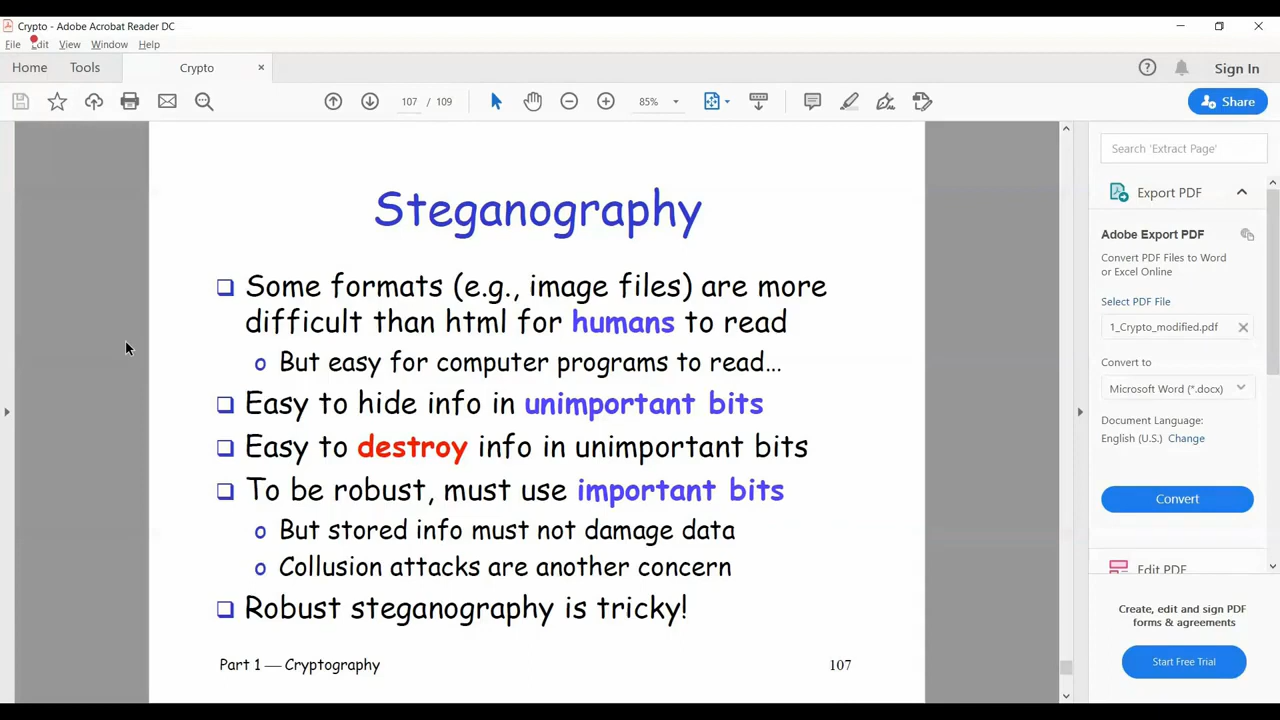 Crypto - Adobe Acrobat Reader DC
File Edit View Window Help
Home Tools Crypto Sign In
107 / 109 85% Share
Steganography
Some formats (e.g., image files) are more
difficult than html for humans to read
But easy for computer programs to read...
Easy to hide info in unimportant bits
Easy to destroy info in unimportant bits
To be robust, must use important bits
But stored info must not damage data
Collusion attacks are another concern
Robust steganography is tricky!
Part 1 — Cryptography 107
Search 'Extract Page'
Export PDF
Adobe Export PDF
Convert PDF Files to Word
or Excel Online
Select PDF File
1_Crypto_modified.pdf
Convert to
Microsoft Word (*.docx)
Document Language:
English (U.S.) Change
Convert
Edit PDF
Create, edit and sign PDF
forms & agreements
Start Free Trial